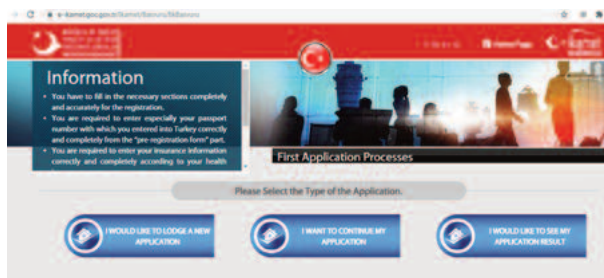 Information
• You have to fill in the necessary sections completely
and accurately for the registration.
• You are required to enter especially your passport
number with which you entered into Turkey correctly
and completely from the "pre-registration form" part.
• You are required to enter your insurance information
correctly and completely according to your health
First Application Processes
Please Select the Type of the Application.
I WOULD LIKE TO LODGE A NEW
APPLICATION
I WANT TO CONTINUE MY
APPLICATION
I WOULD LIKE TO SEE MY
APPLICATION RESULT